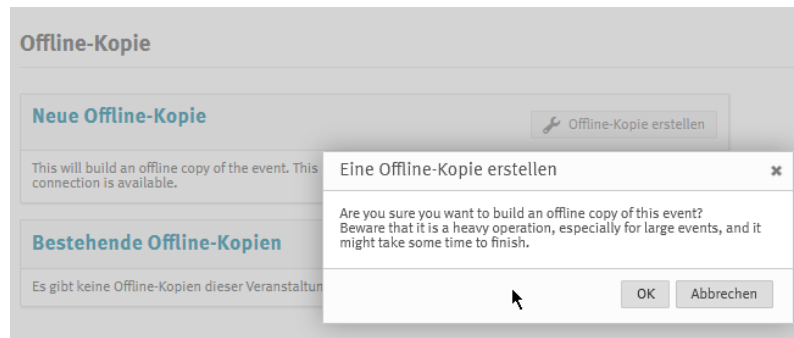 Offline-Kopie
Neue Offline-Kopie
Offline-Kopie erstellen
This will build an offline copy of the event. This
connection is available.
Bestehende Offline-Kopien
Es gibt keine Offline-Kopien dieser
Eine Offline-Kopie erstellen
Are you sure you want to build an offline copy of this event?
Beware that it is a heavy operation, especially for large events, and it
might take some time to finish.
OK
Abbrechen